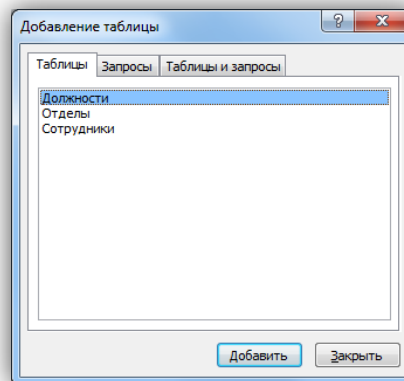 Добавление таблицы
Таблицы Запросы Таблицы и запросы
Должности
Отделы
Сотрудники
Добавить Закрыть